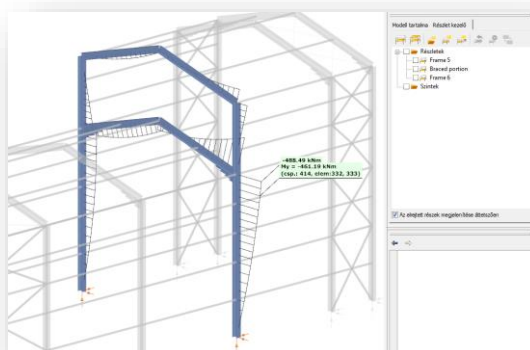 Modell tartalma Részlet kezelő
Részletek
Frame 5
Braced portion
Frame 6
Szintek
-488.49 kNm
My = -461.19 kNm
(csp.: 414, elem:332, 333)
Az elrejtett részek megjelenítése áttetszően